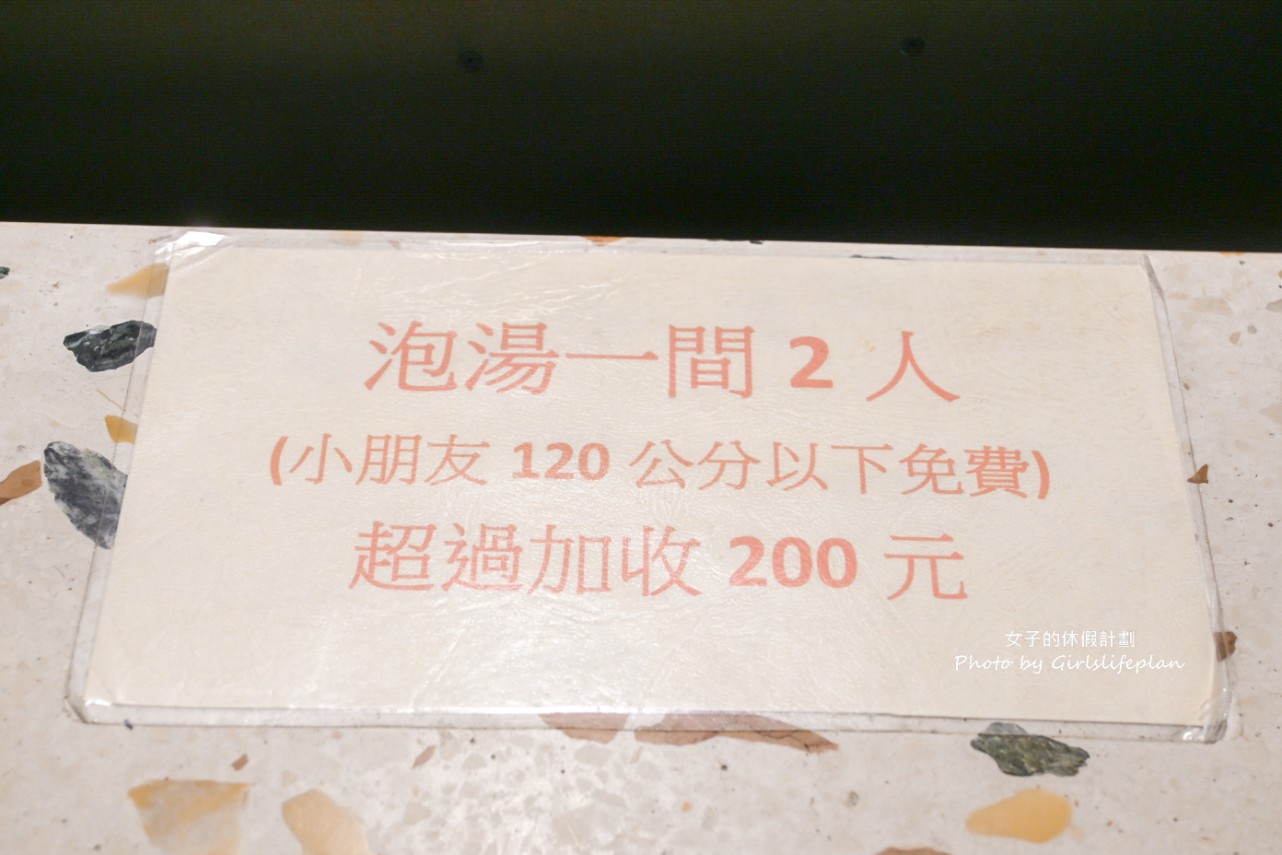 泡湯一間 2 人
(小朋友 120 公分以下免費)
超過加收 200 元
女子的休假計劃
Photo by Girlslifeplan